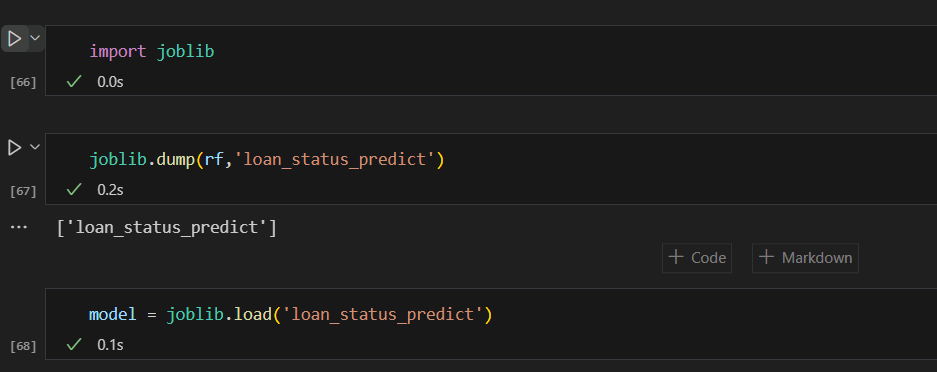 import joblib
[66]
0.0s
joblib.dump(rf,'loan_status_predict')
[67]
0.2s
['loan_status_predict']
Code
Markdown
model = joblib.load('loan_status_predict')
[68]
0.1s